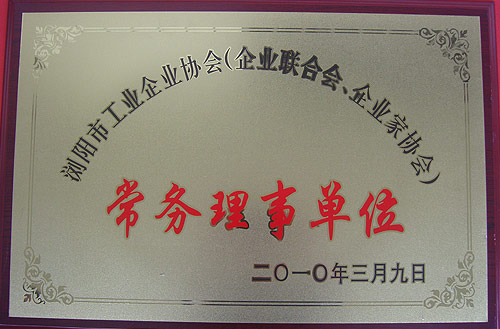 浏阳市工业企业协会(企业联合会、企业家协会)
常务理事单位
二〇一〇年三月九日